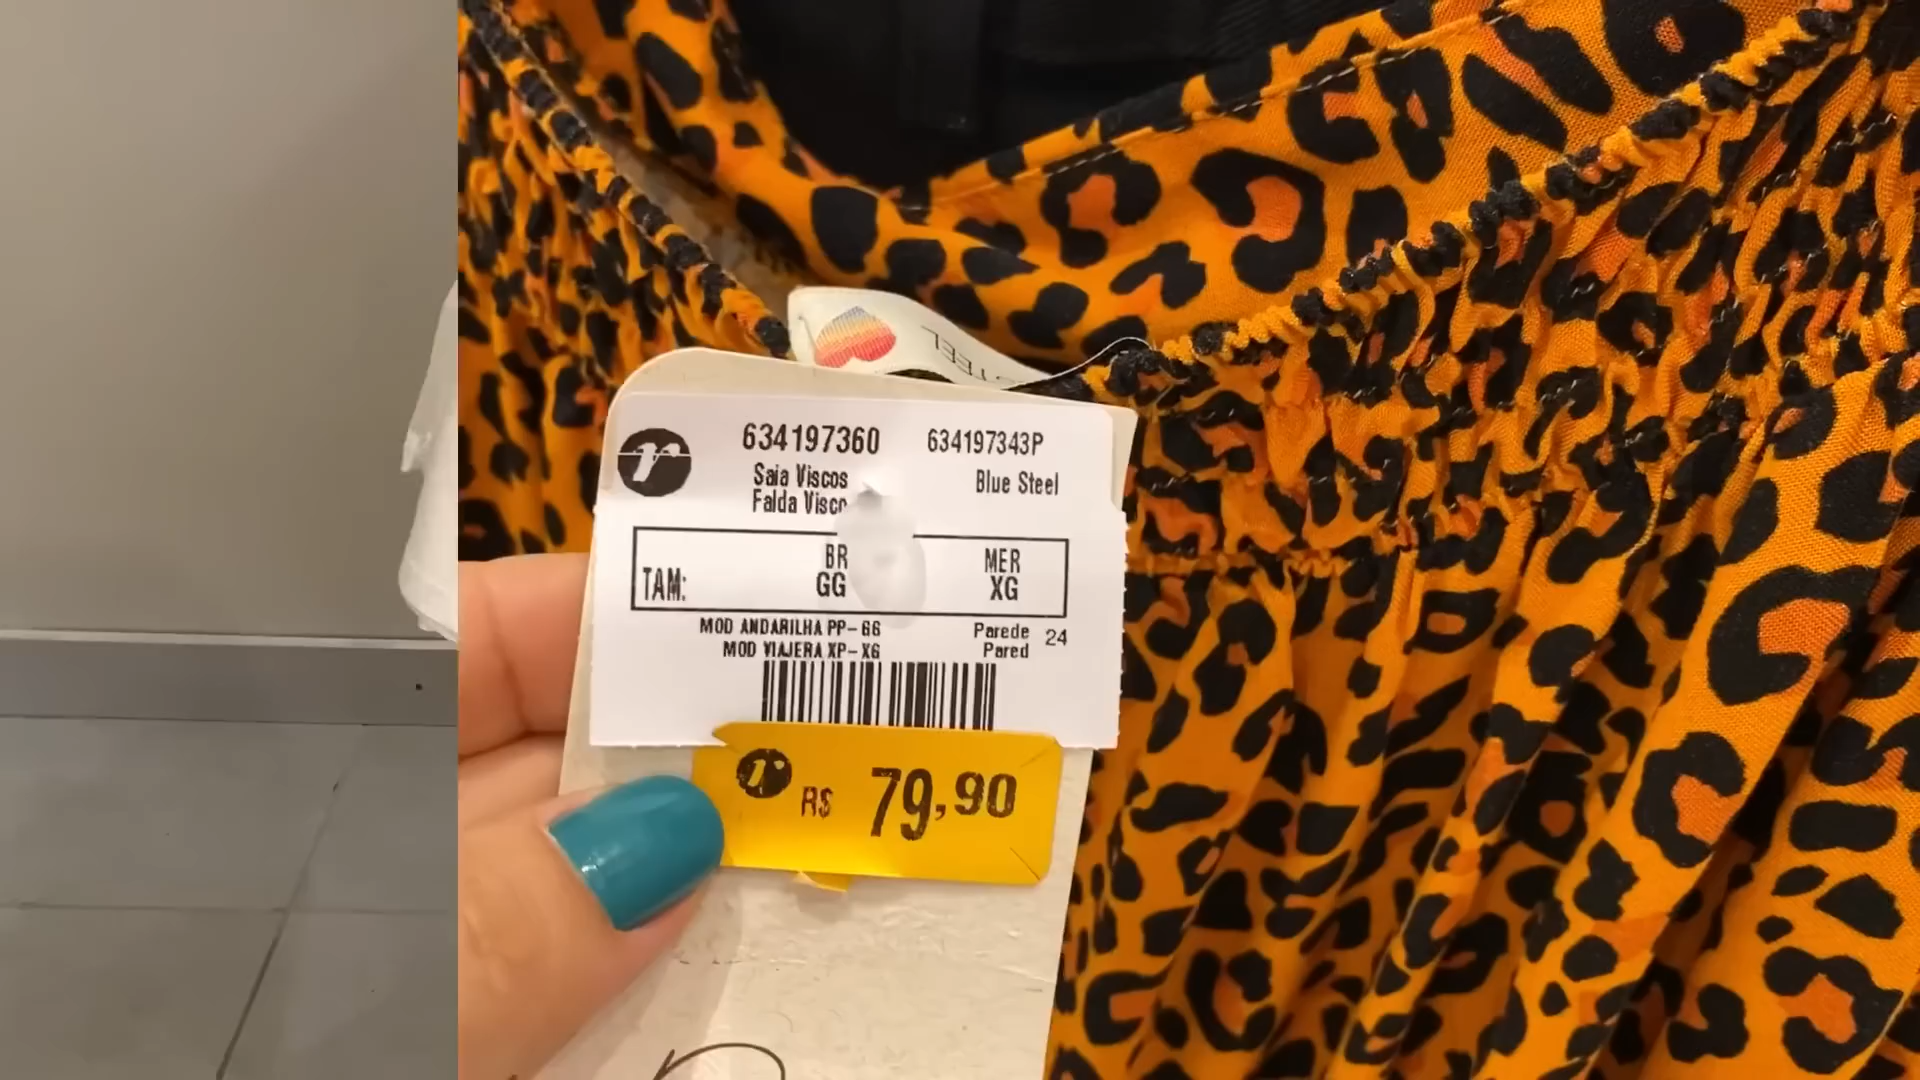 TEEL
634197360 634197343P
Saia Viscos Blue Steel
Falda Visco
BR MER
TAM: GG XG
MOD ANDARILHA PP-GG Parede 24
MOD VIAJERA XP-XG Pared
R$ 79,90